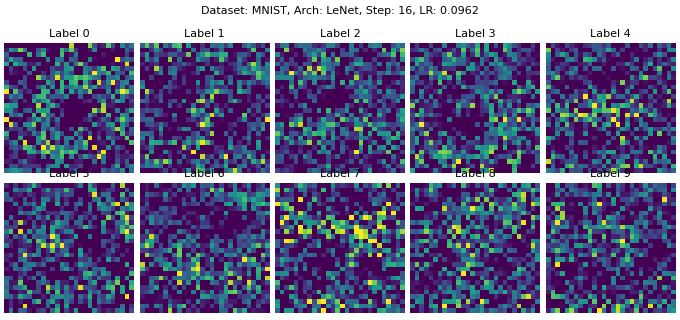 Dataset: MNIST, Arch: LeNet, Step: 16, LR: 0.0962
Label 0 Label 1 Label 2 Label 3 Label 4
Label 5 Label 6 Label 7 Label 8 Label 9